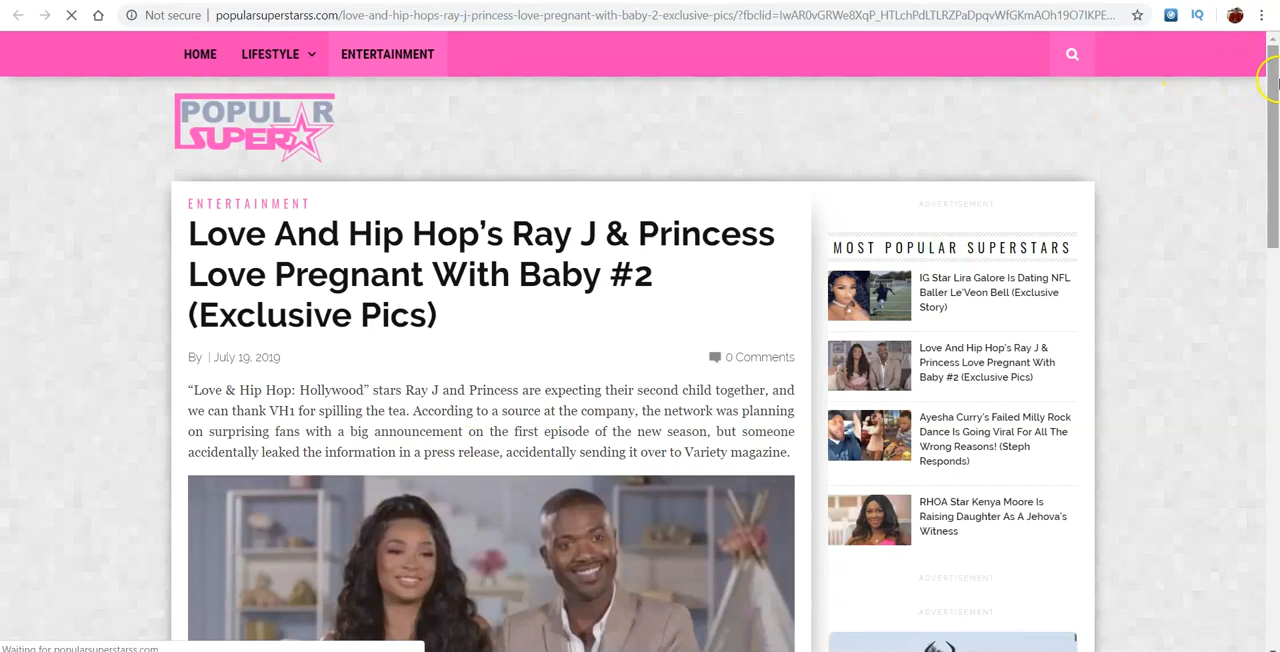 Not secure | popularsuperstarss.com/love-and-hip-hops-ray-j-princess-love-pregnant-with-baby-2-exclusive-pics/?fbclid=IwAR0vGRWe8XqP_HTLchPdLTLRZPaDpqvWfGKmAOh19O7IKPE...
HOME LIFESTYLE ENTERTAINMENT
POPULAR
SUPER
ENTERTAINMENT
Love And Hip Hop’s Ray J & Princess
Love Pregnant With Baby #2
(Exclusive Pics)
By | July 19, 2019
0 Comments
“Love & Hip Hop: Hollywood” stars Ray J and Princess are expecting their second child together, and
we can thank VH1 for spilling the tea. According to a source at the company, the network was planning
on surprising fans with a big announcement on the first episode of the new season, but someone
accidentally leaked the information in a press release, accidentally sending it over to Variety magazine.
ADVERTISEMENT
MOST POPULAR SUPERSTARS
IG Star Lira Galore Is Dating NFL
Baller Le’Veon Bell (Exclusive
Story)
Love And Hip Hop’s Ray J &
Princess Love Pregnant With
Baby #2 (Exclusive Pics)
Ayesha Curry’s Failed Milly Rock
Dance Is Going Viral For All The
Wrong Reasons! (Steph
Responds)
RHOA Star Kenya Moore Is
Raising Daughter As A Jehova’s
Witness
ADVERTISEMENT
ADVERTISEMENT
Waiting for popularsuperstarss.com